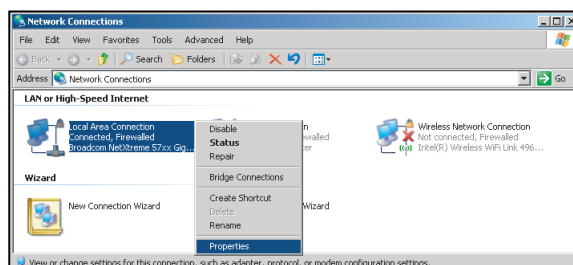 Network Connections
File Edit View Favorites Tools Advanced Help
Back Search Folders
Address Network Connections Go
LAN or High-Speed Internet
Local Area Connection
Connected, Firewalled
Broadcom NetXtreme 57xx Gig...
Disable
Status
Repair
Bridge Connections
Create Shortcut
Delete
Rename
Properties
Wireless Network Connection
Not connected, Firewalled
Intel(R) Wireless WiFi Link 496...
Wizard
New Connection Wizard
Wizard
View or change settings for this connection, such as adapter, protocol, or modem configuration settings.